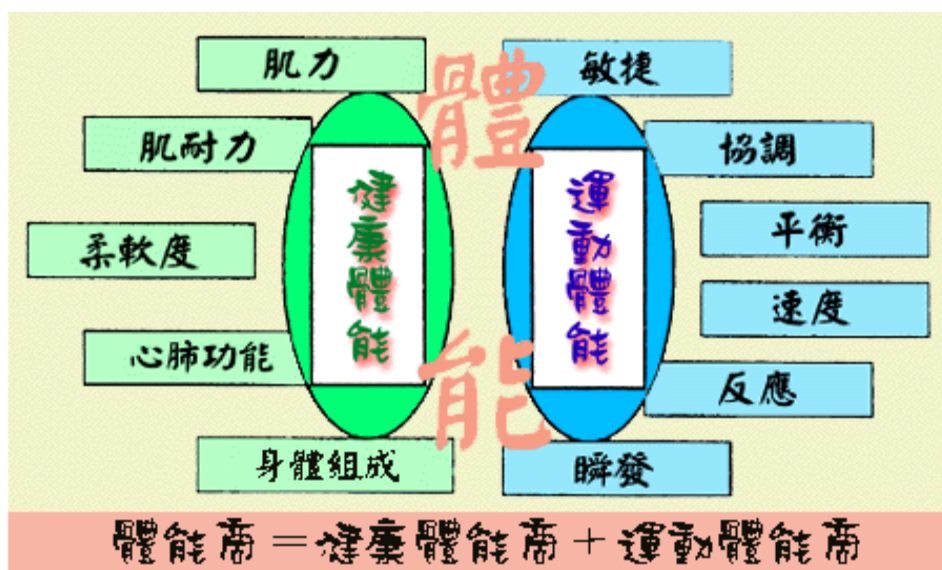 體能
肌力
肌耐力
柔軟度
心肺功能
身體組成
健康體能
運動體能
敏捷
協調
平衡
速度
反應
瞬發
體能商＝健康體能商＋運動體能商